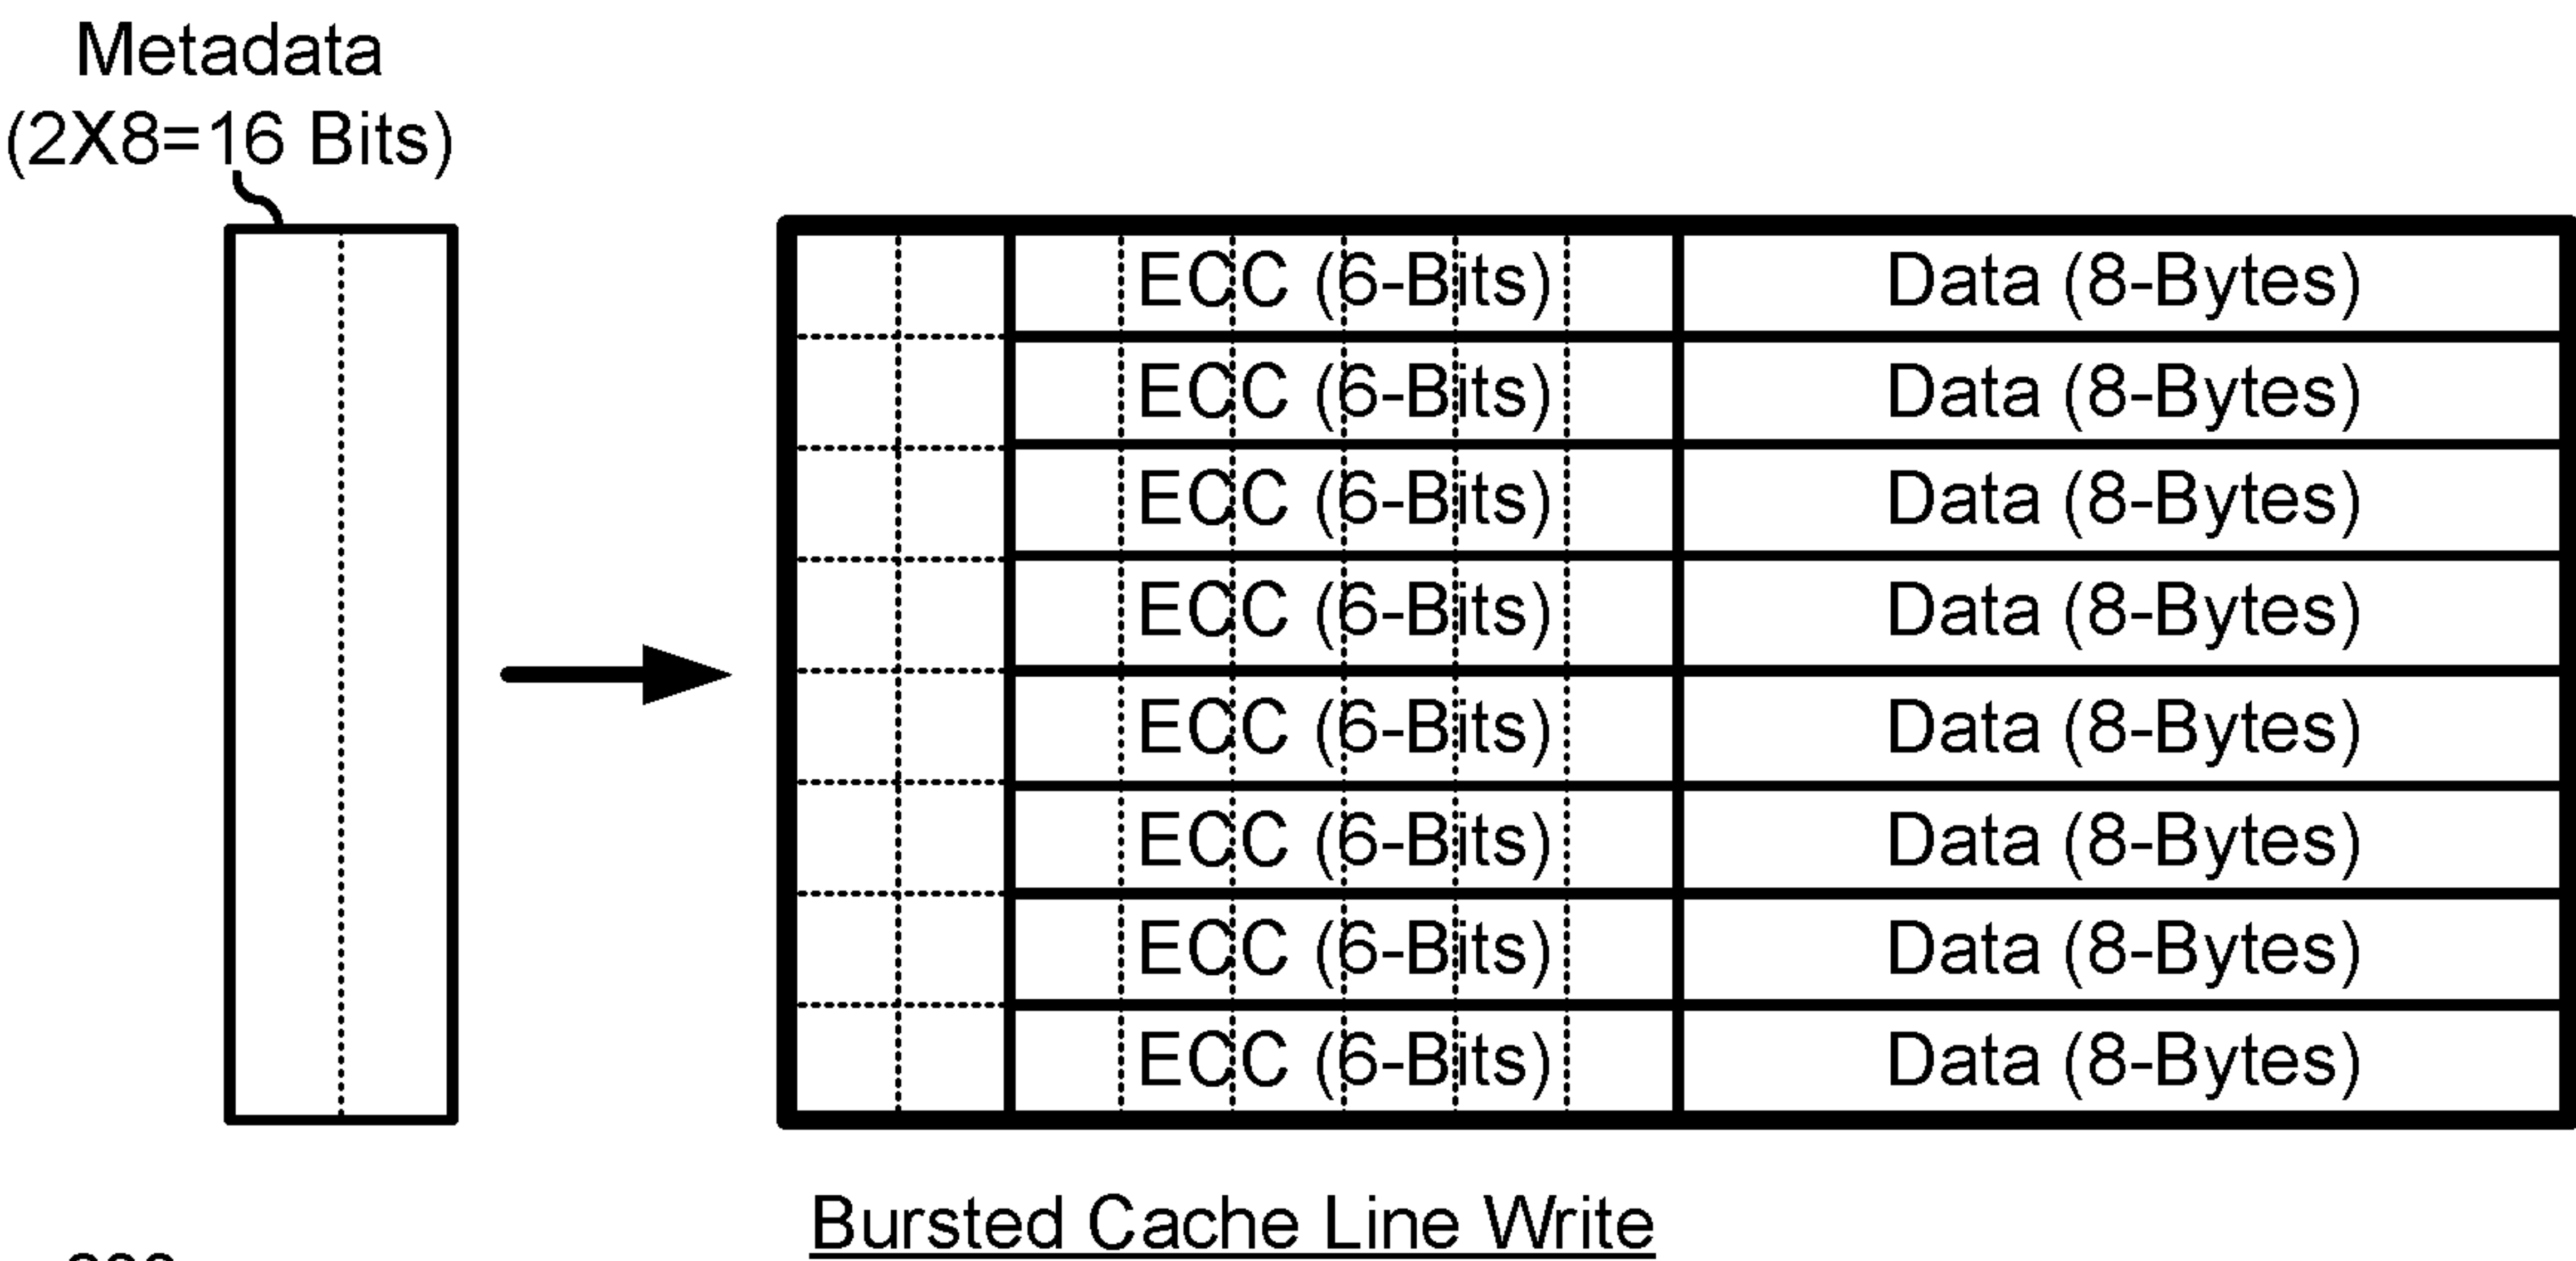 Metadata
(2X8=16 Bits)
ECC (6-Bits) Data (8-Bytes)
ECC (6-Bits) Data (8-Bytes)
ECC (6-Bits) Data (8-Bytes)
ECC (6-Bits) Data (8-Bytes)
ECC (6-Bits) Data (8-Bytes)
ECC (6-Bits) Data (8-Bytes)
ECC (6-Bits) Data (8-Bytes)
ECC (6-Bits) Data (8-Bytes)
Bursted Cache Line Write